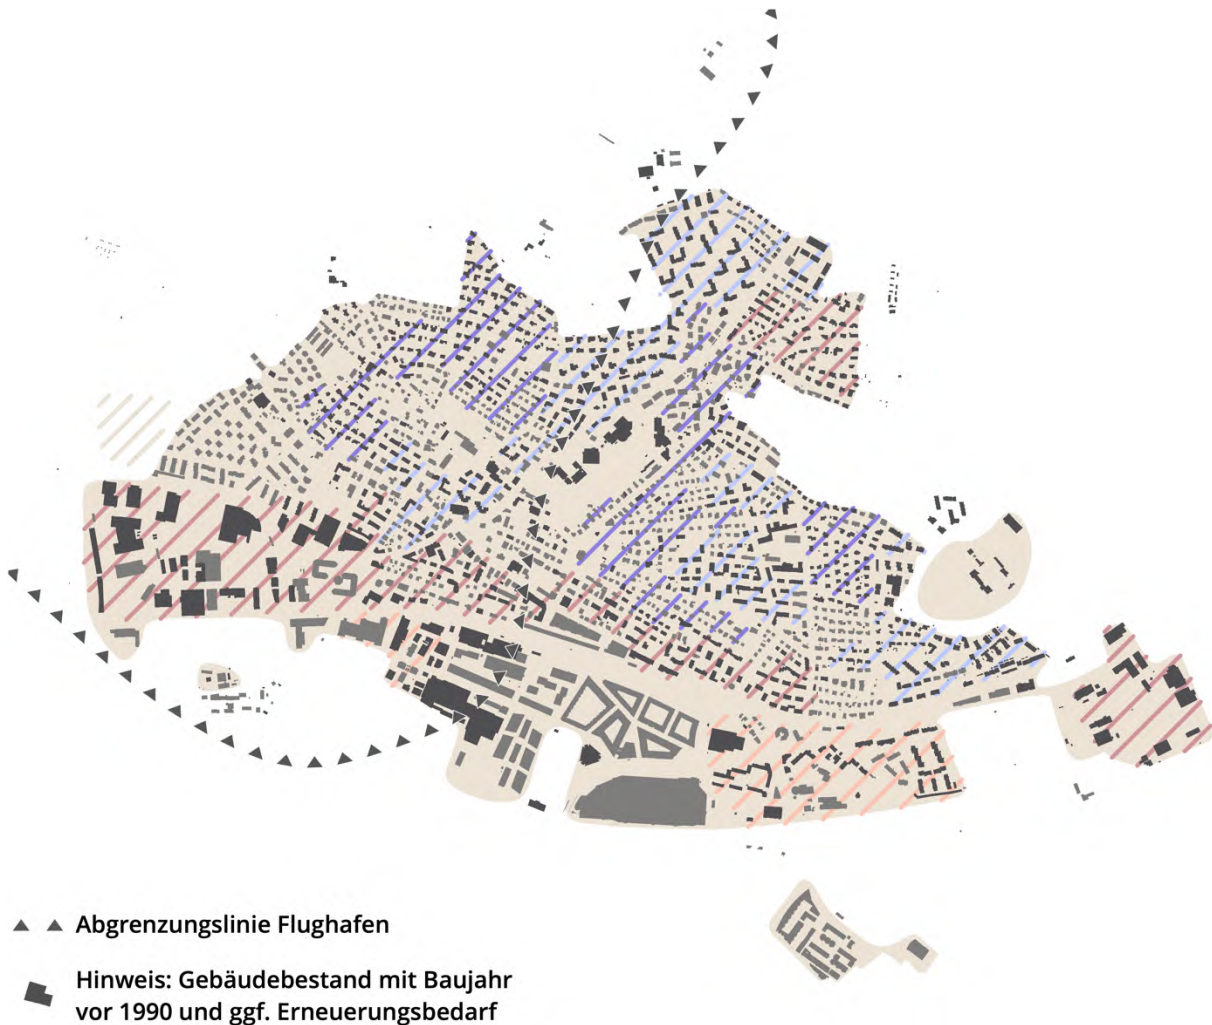 Abgrenzungslinie Flughafen
Hinweis: Gebäudebestand mit Baujahr
vor 1990 und ggf. Erneuerungsbedarf